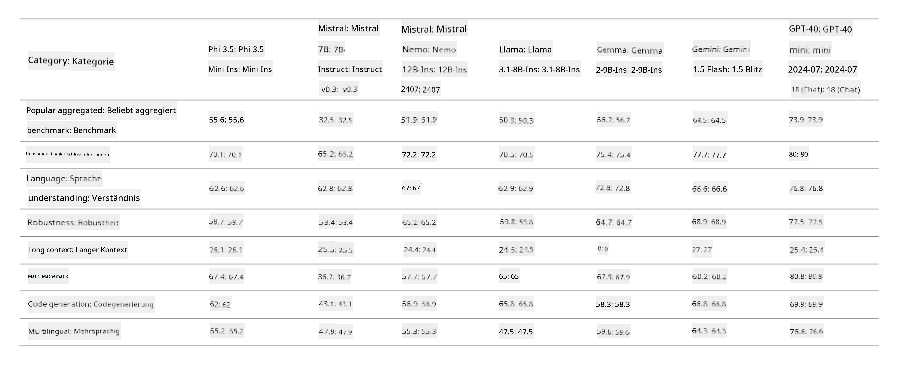 Mistral: Mistral Mistral: Mistral GPT-40: GPT-40
Phi 3.5: Phi 3.5 7B: 7B Nemo: Nemo Llama: Llama Gemma: Gemma Gemini: Gemini mini: mini
Category: Kategorie
Mini Ins: Mini Ins Instruct: Instruct 12B-Ins: 12B-Ins 3.1-8B-Ins: 3.1-8B-Ins 2-9B-Ins 2-9B-Ins 1.5 Flash: 1.5 Blitz 2024-07: 2024-07
v0.3: v0.3 2407: 2407 18 (Chat): 18 (Chat)
Popular aggregated: Beliebt aggregiert
55.6: 55.6 32.5: 32.5 51.9: 51.9 50.3: 50.3 56.7: 56.7 64.5: 64.5 73.9: 73.9
benchmark: Benchmark
70.1: 70.1 65.2: 65.2 72.2: 72.2 70.5: 70.5 75.4: 75.4 77.7: 77.7 80: 80
Language: Sprache
62.6: 62.6 62.8: 62.8 67: 67 62.9: 62.9 72.8: 72.8 66.6: 66.6 76.8: 76.8
understanding: Verständnis
Robustness: Robustheit 59.7: 59.7 53.4: 53.4 65.2: 65.2 59.8: 59.8 64.7: 64.7 68.9: 68.9 77.5: 77.5
Long context: Langer Kontext 26.1: 26.1 25.5: 25.5 24.4: 24.4 24.5: 24.5 27: 27 25.4: 25.4
67.4: 67.4 36.7: 36.7 57.7: 57.7 65: 65 67.9: 67.9 60.2: 60.2 80.8: 80.8
Code generation: Codegenerierung 62: 62 43.1: 43.1 56.9: 56.9 65.8: 65.8 58.3: 58.3 66.8: 66.8 69.9: 69.9
Multilingual: Mehrsprachig 55.2: 55.2 47.9: 47.9 55.3: 55.3 47.5: 47.5 59.6: 59.6 64.3: 64.3 76.6: 76.6